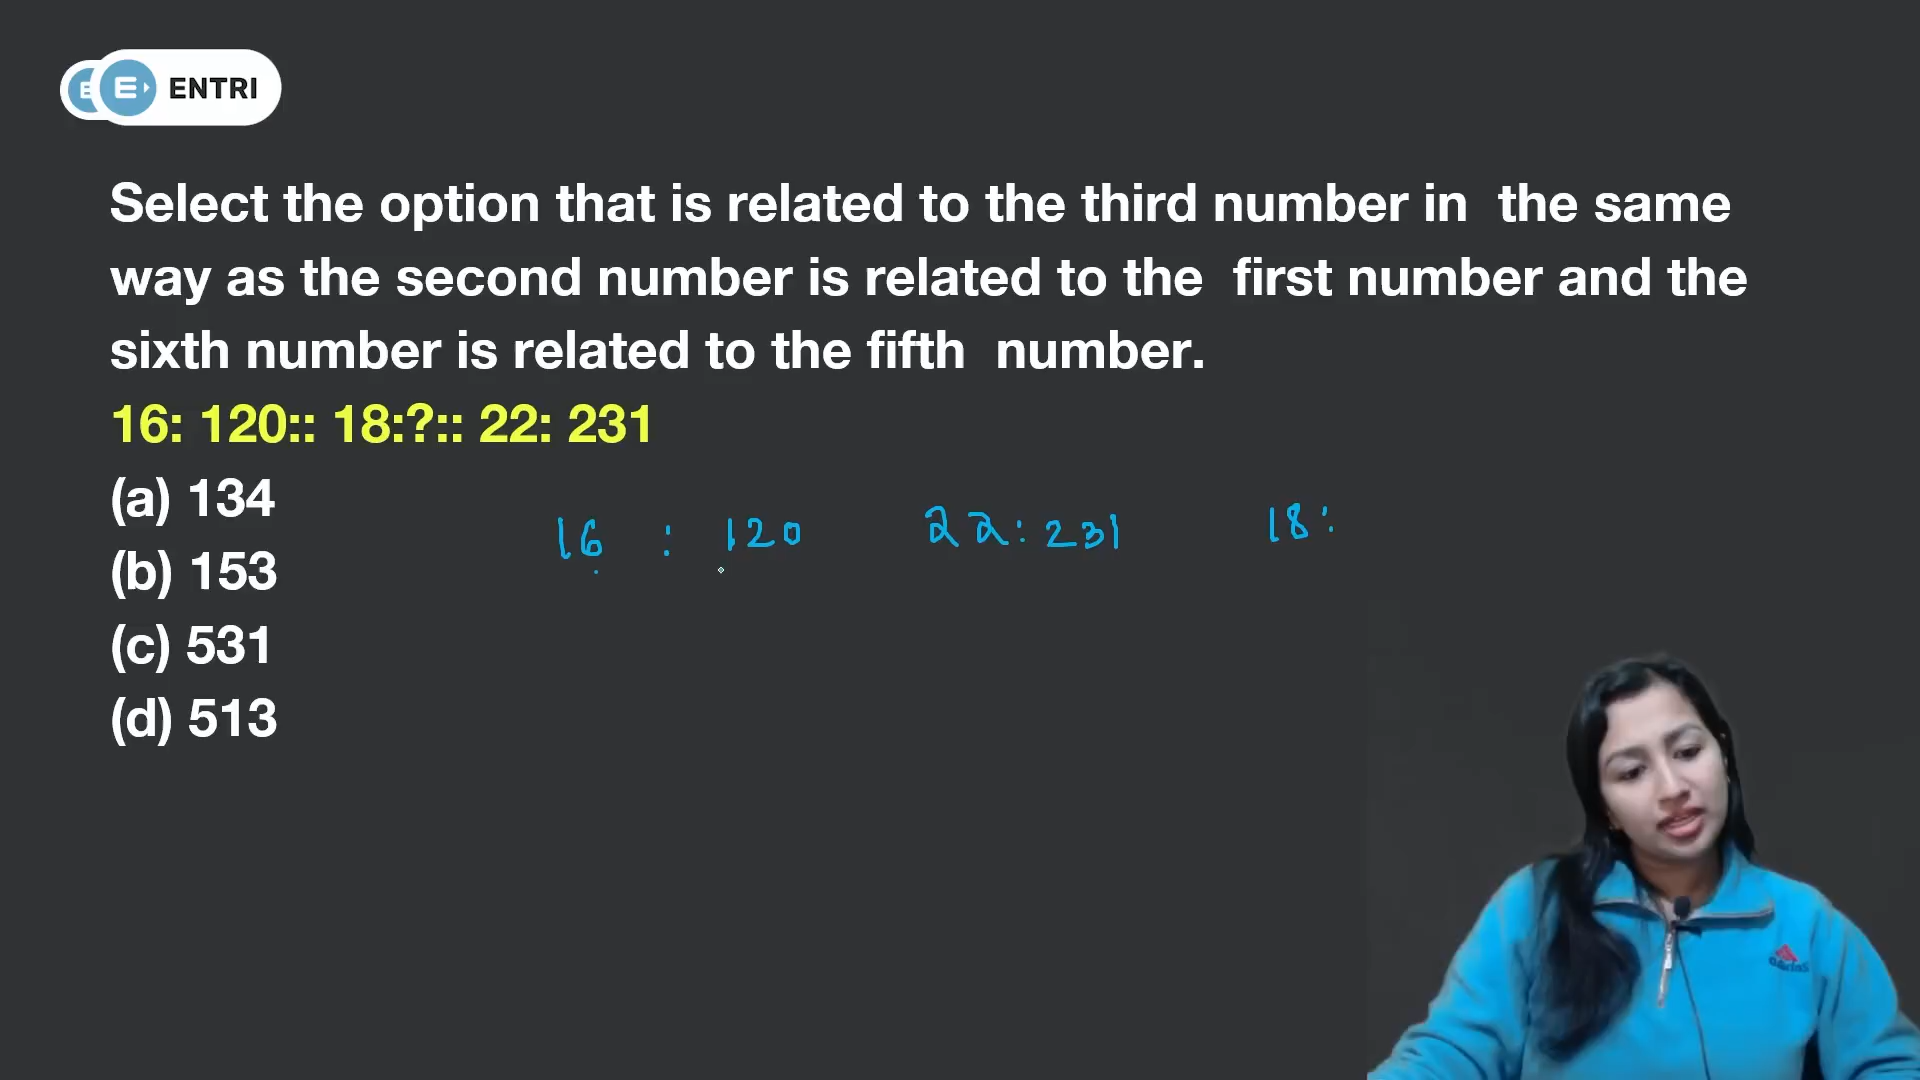 E ENTRI
Select the option that is related to the third number in the same
way as the second number is related to the first number and the
sixth number is related to the fifth number.
16: 120:: 18:?:: 22: 231
(a) 134
(b) 153
(c) 531
(d) 513
16 : 120 22: 231 18:
adidas